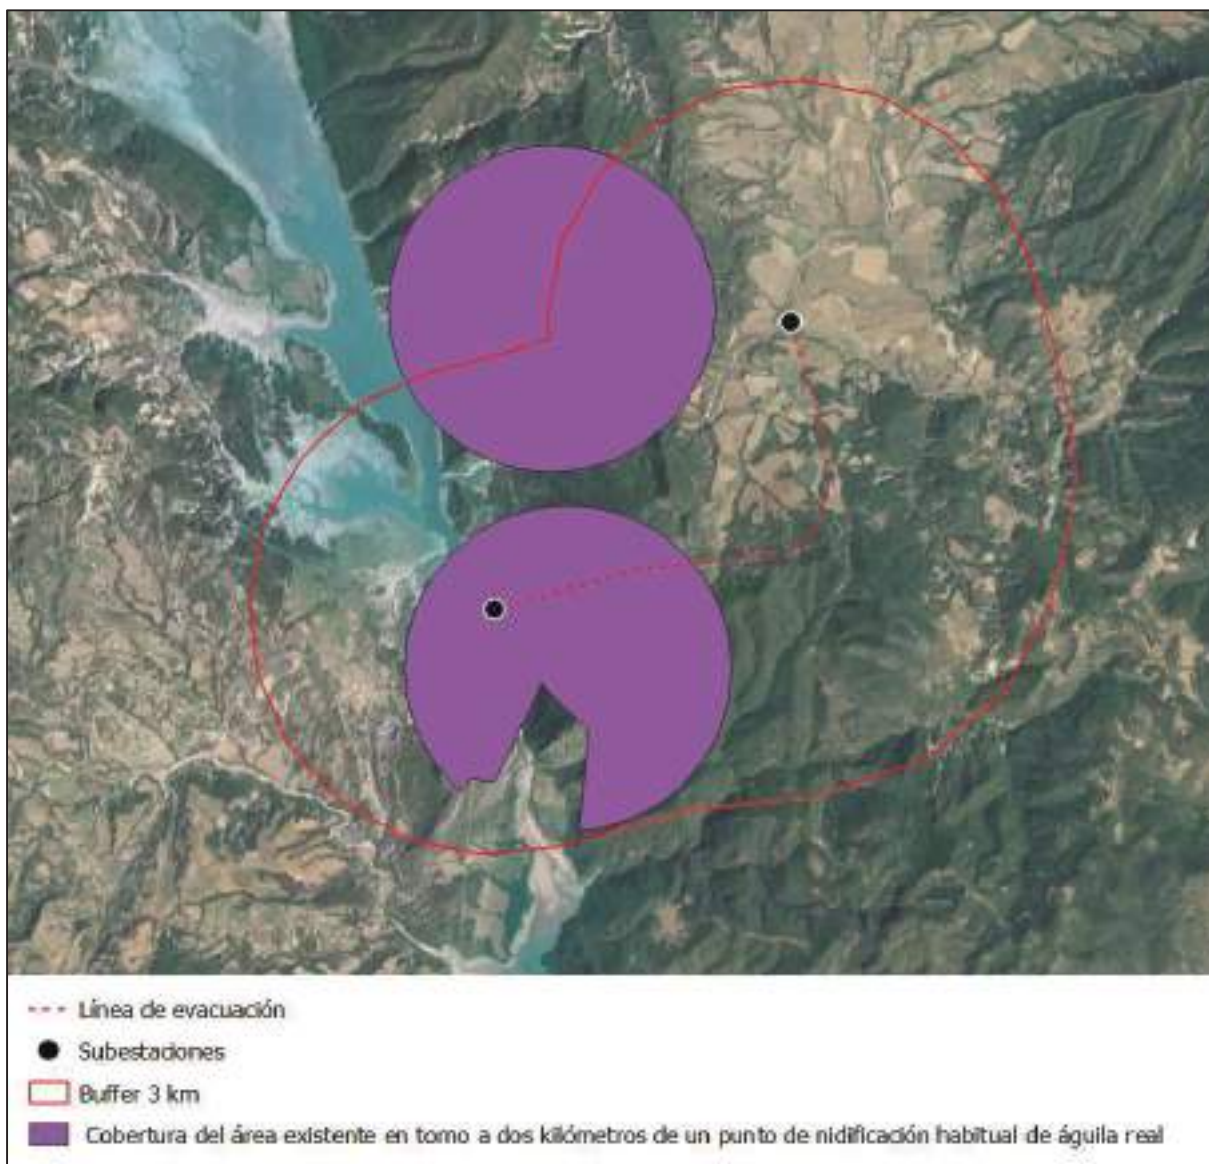 Línea de evacuación
Subestaciones
Buffer 3 km
Cobertura del área existente en torno a dos kilómetros de un punto de nidificación habitual de águila real